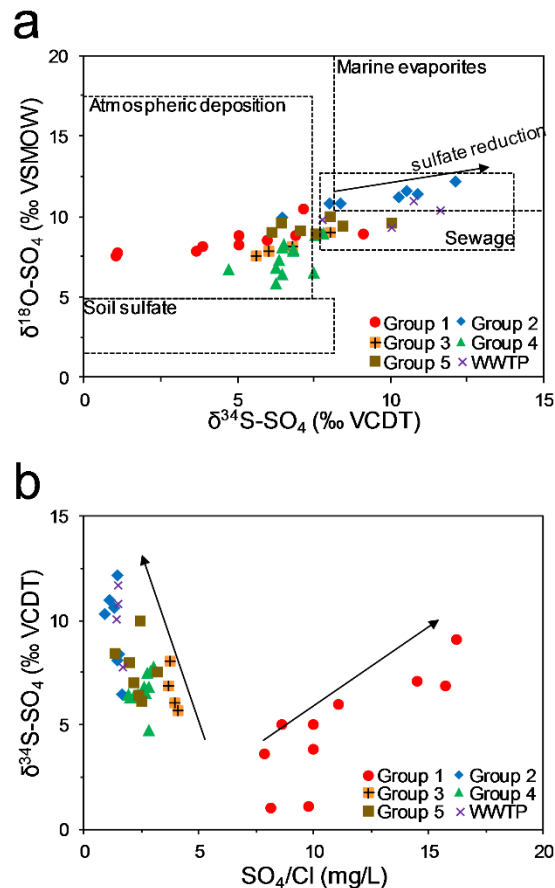 a
20
15
10
5
0
δ¹⁸O-SO₄ (‰ VSMOW)
Marine evaporites
Atmospheric deposition
sulfate reduction
Sewage
Soil sulfate
Group 1 Group 2
Group 3 Group 4
Group 5 WWTP
5 10 15
δ³⁴S-SO₄ (‰ VCDT)
b
15
10
5
0
δ³⁴S-SO₄ (‰ VCDT)
Group 1 Group 2
Group 3 Group 4
Group 5 WWTP
0 5 10 15 20
SO₄/Cl (mg/L)